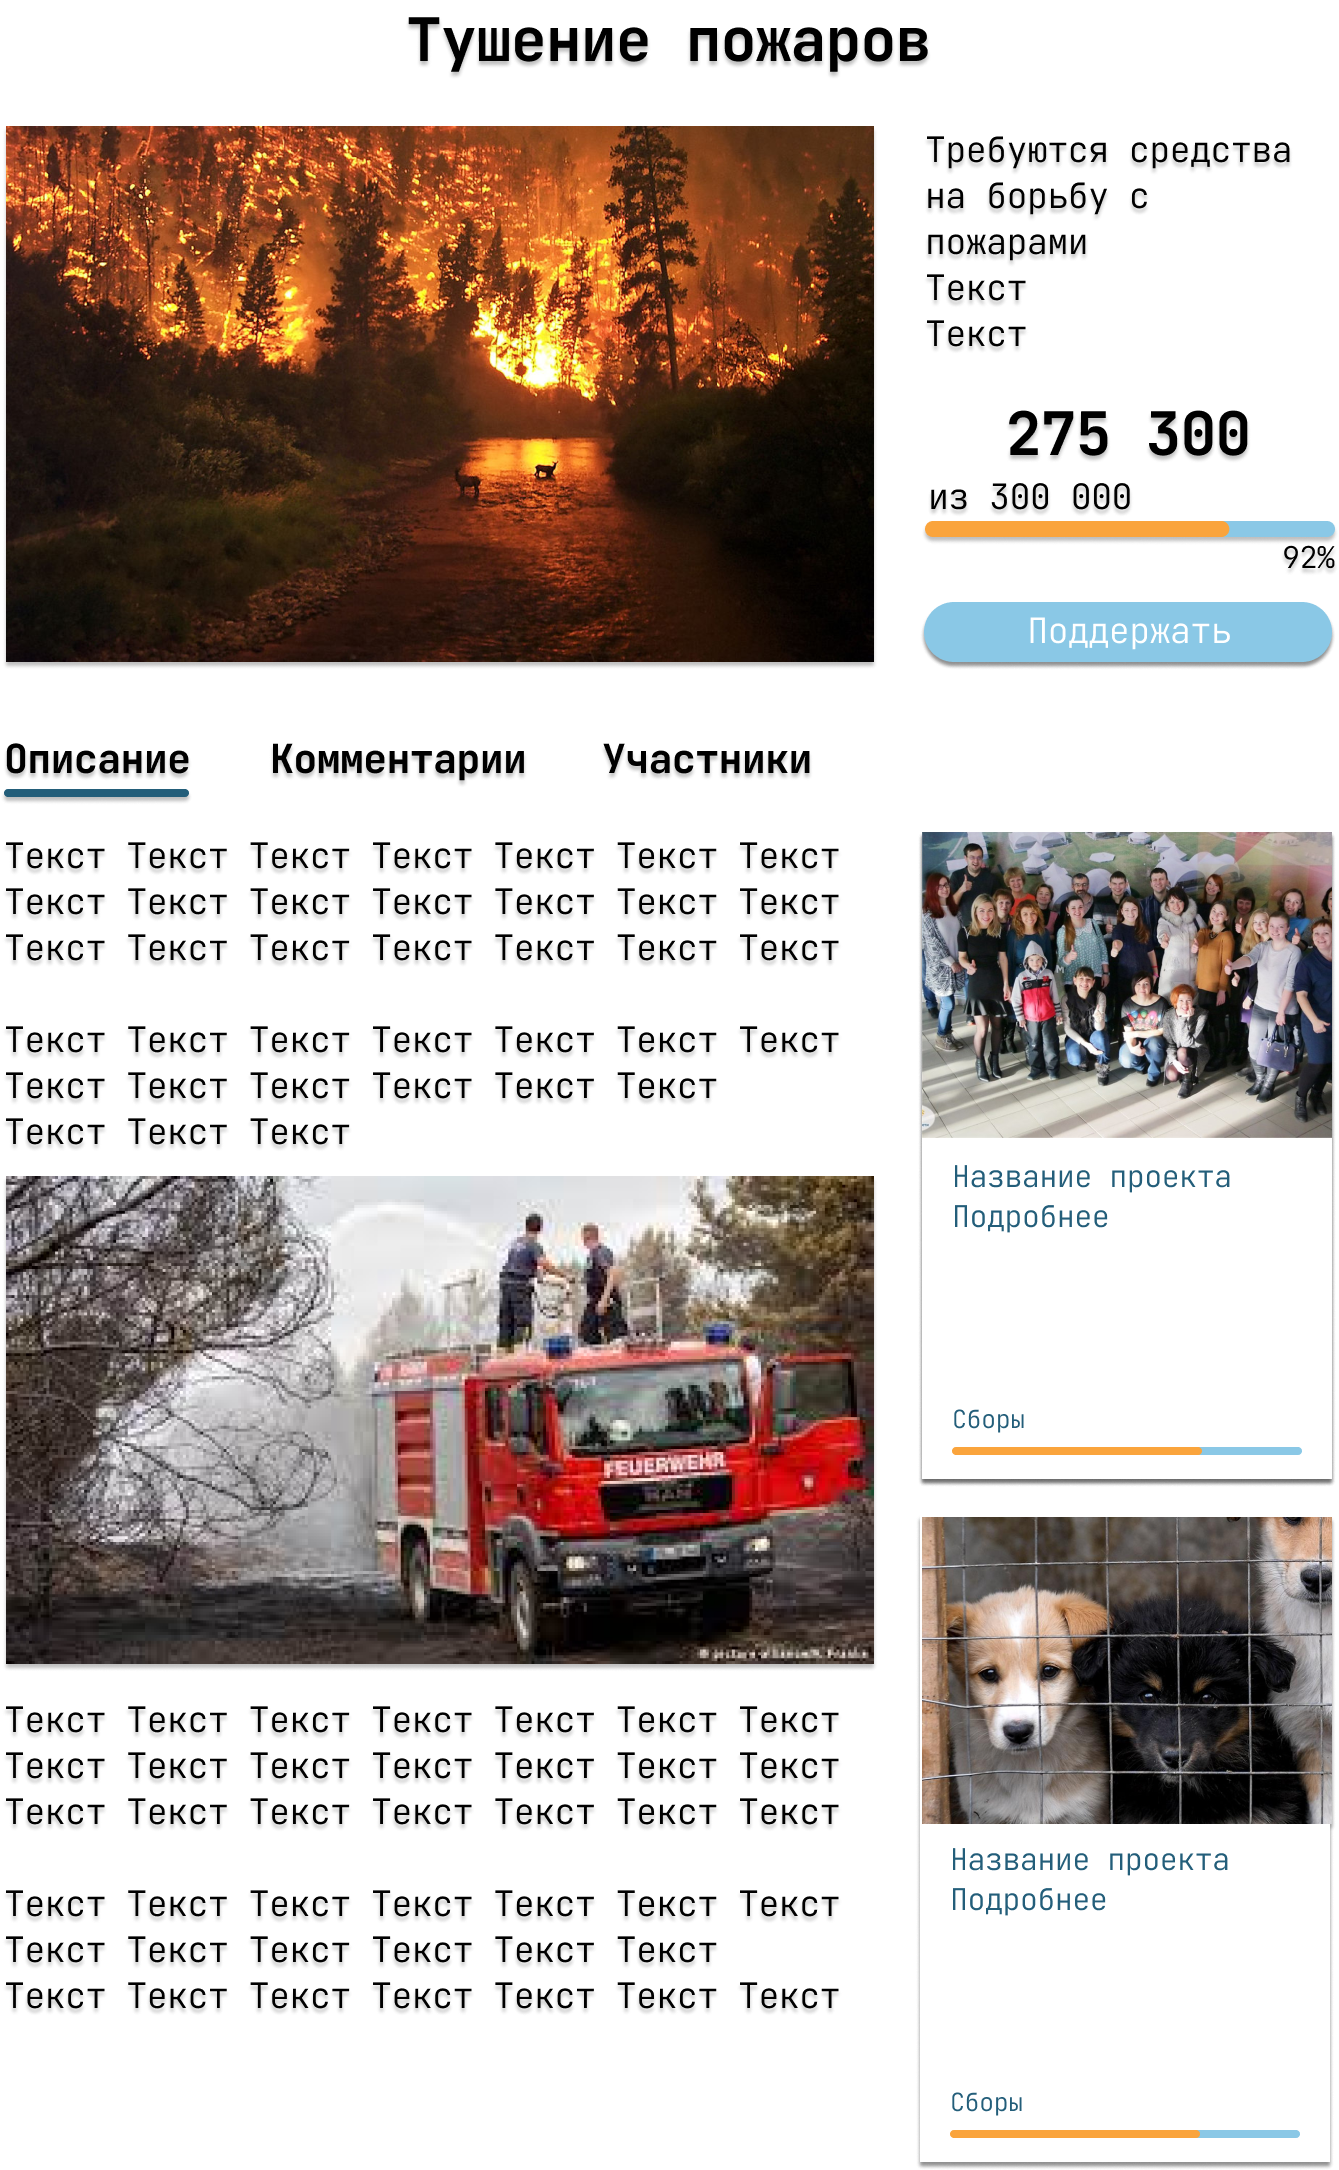 Тушение пожаров
Требуются средства
на борьбу с
пожарами
Текст
Текст
275 300
из 300 000
92%
Поддержать
Описание Комментарии Участники
Текст Текст Текст Текст Текст Текст Текст
Текст Текст Текст Текст Текст Текст Текст
Текст Текст Текст Текст Текст Текст Текст
Текст Текст Текст Текст Текст Текст Текст
Текст Текст Текст Текст Текст Текст
Текст Текст Текст
FEUERWEHR
Текст Текст Текст Текст Текст Текст Текст
Текст Текст Текст Текст Текст Текст Текст
Текст Текст Текст Текст Текст Текст Текст
Текст Текст Текст Текст Текст Текст Текст
Текст Текст Текст Текст Текст Текст
Текст Текст Текст Текст Текст Текст Текст
Название проекта
Подробнее
Сборы
Название проекта
Подробнее
Сборы